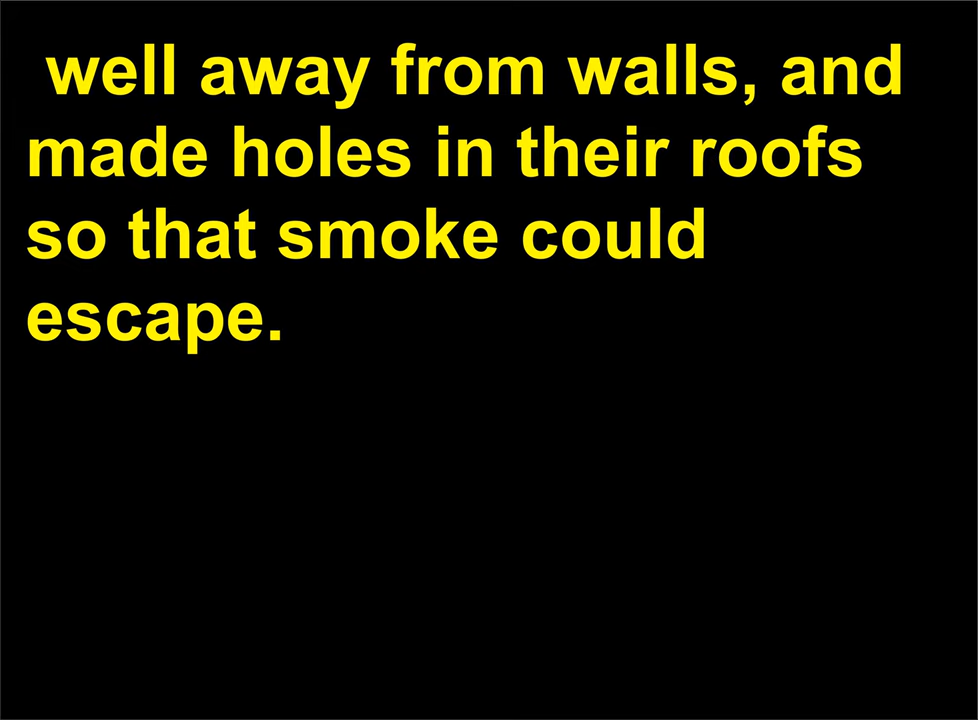 well away from walls, and
made holes in their roofs
so that smoke could
escape.